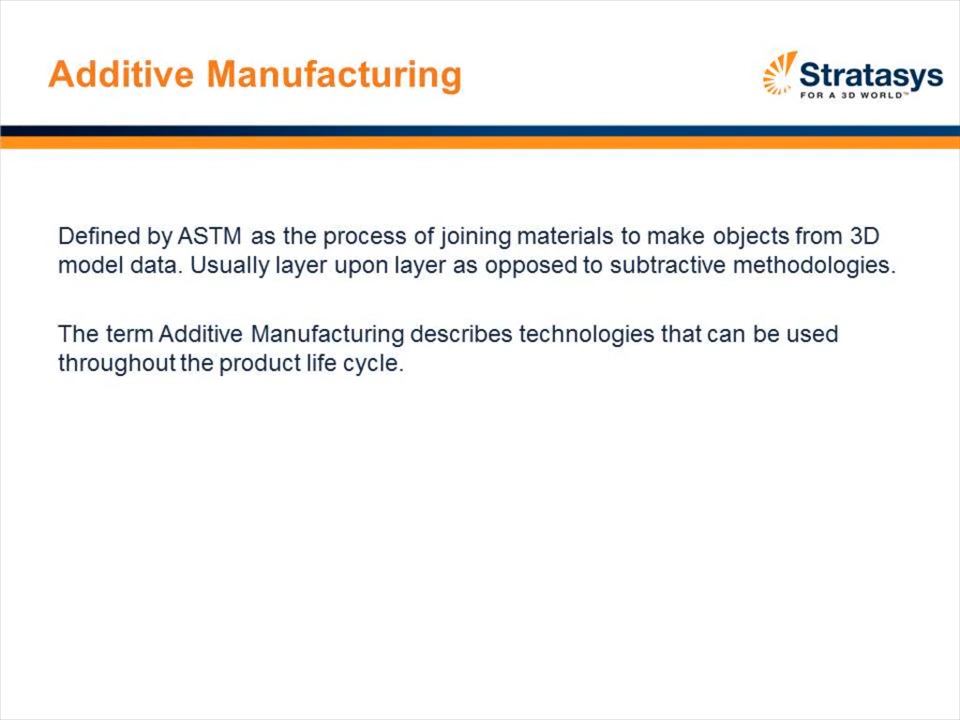 Additive Manufacturing
Stratasys
FOR A 3D WORLD™
Defined by ASTM as the process of joining materials to make objects from 3D
model data. Usually layer upon layer as opposed to subtractive methodologies.
The term Additive Manufacturing describes technologies that can be used
throughout the product life cycle.